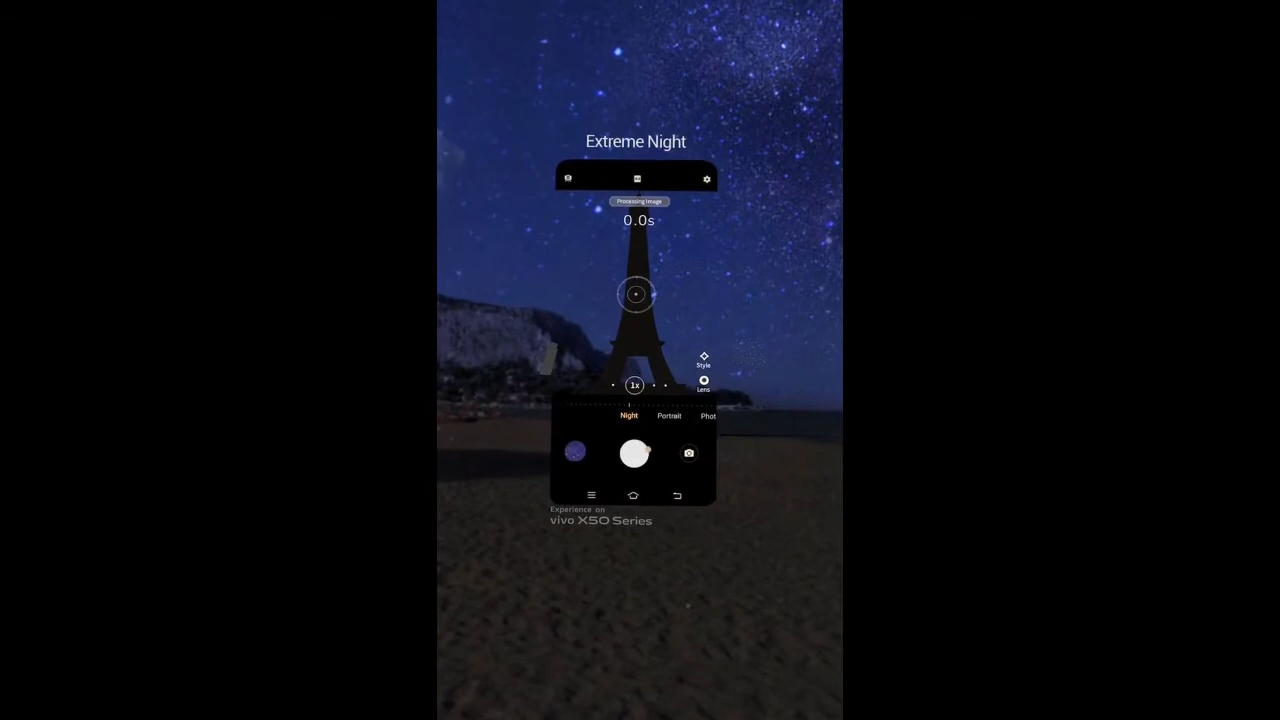 Extreme Night
Processing Image
0.0s
Style
1x
Lens
Night Portrait Phot
Experience on
vivo X50 Series